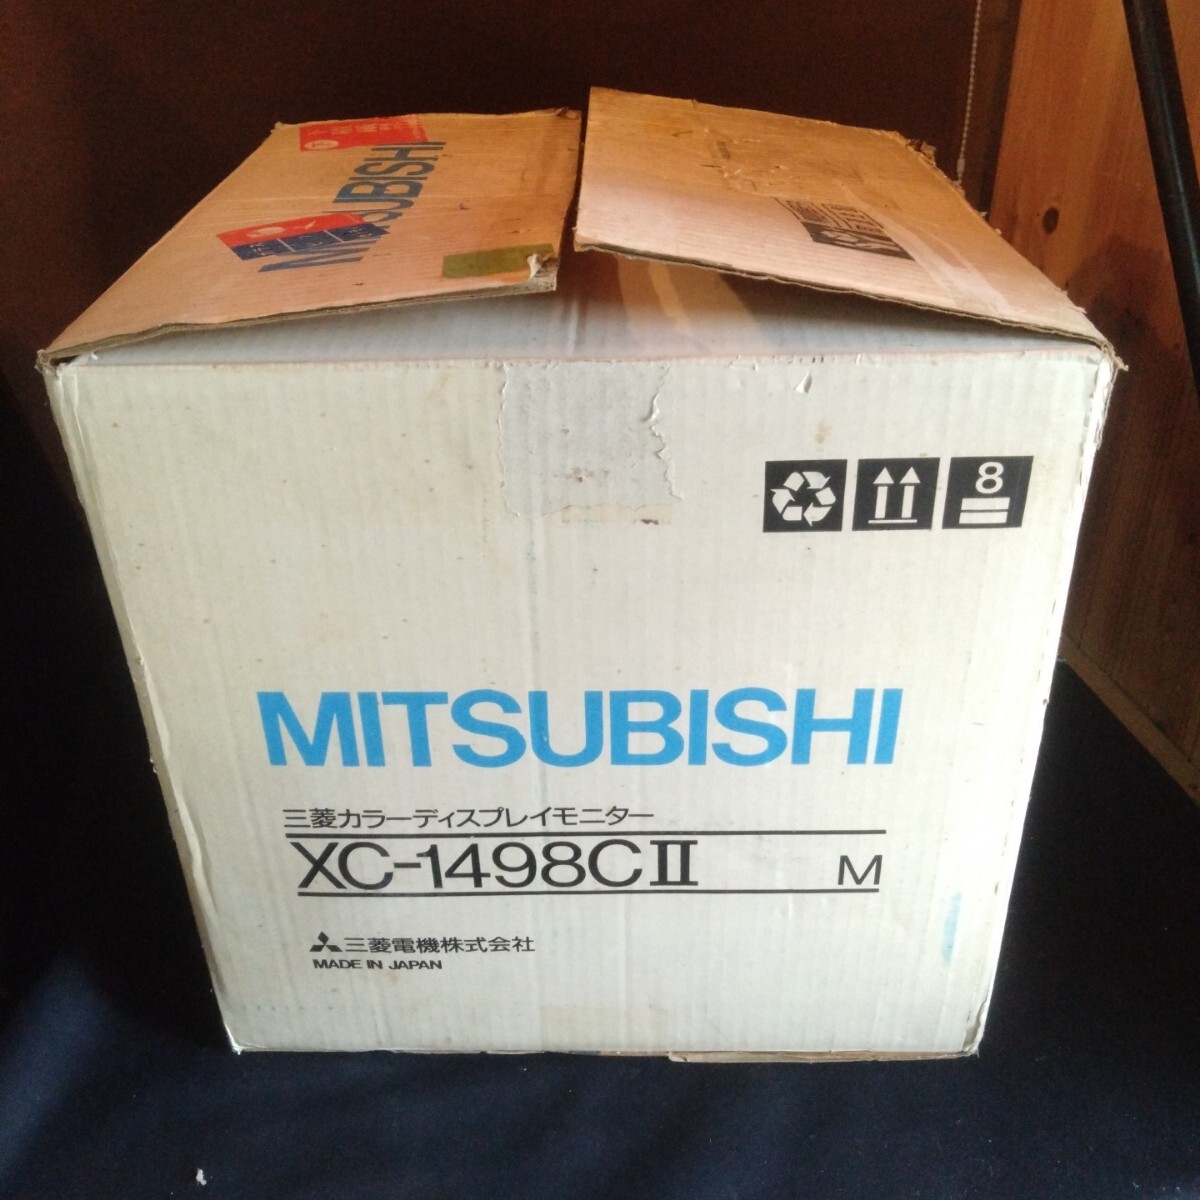 MITSUBISHI
8
MITSUBISHI
三菱カラーディスプレイモニター
XC-1498CII M
三菱電機株式会社
MADE IN JAPAN